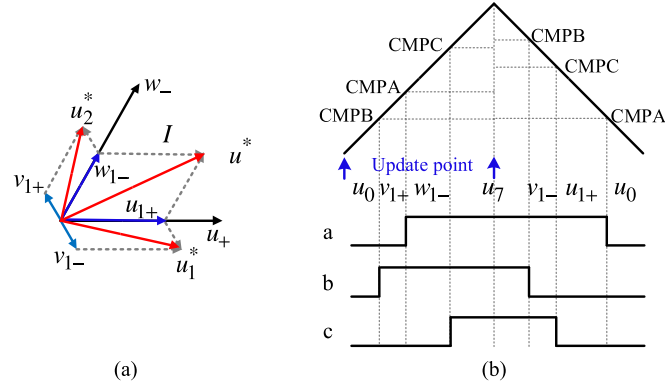 w₋
u₂* I u*
v₁₊ w₁₋ u₁₊ u₊
v₁₋ u₁*
(a)
CMPC CMPB
CMPA CMPC
CMPB CMPA
Update point
u₀ v₁₊ w₁₋ u₇ v₁₋ u₁₊ u₀
a
b
c
(b)